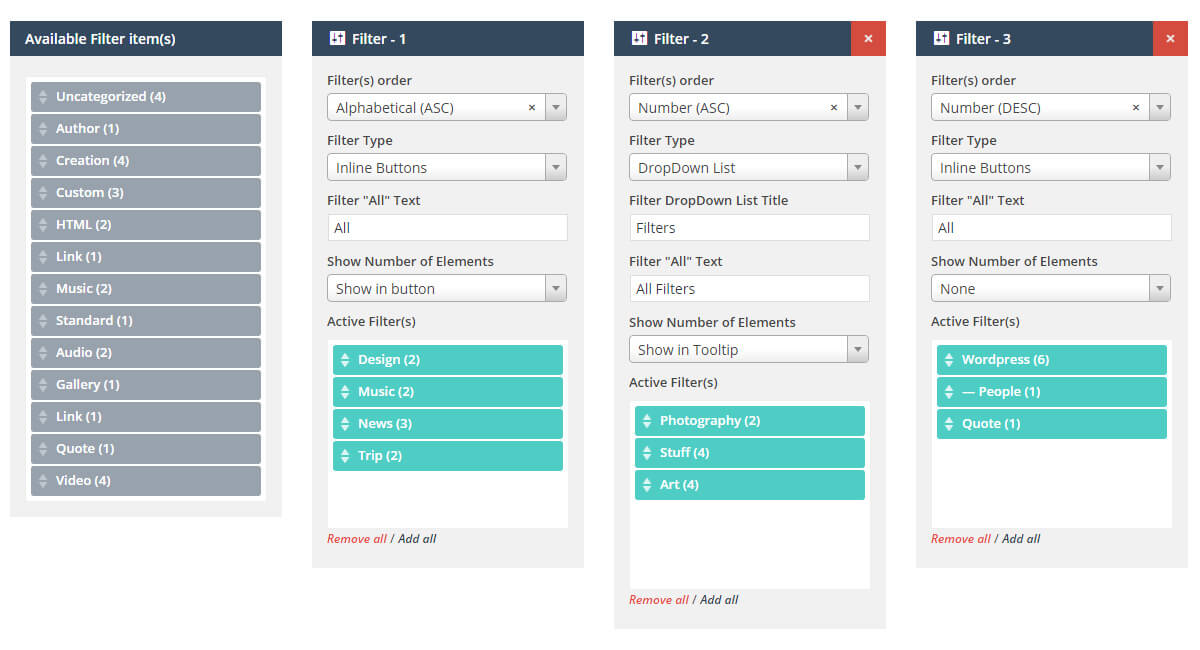 Available Filter item(s)
Uncategorized (4)
Author (1)
Creation (4)
Custom (3)
HTML (2)
Link (1)
Music (2)
Standard (1)
Audio (2)
Gallery (1)
Link (1)
Quote (1)
Video (4)
Filter - 1
Filter(s) order
Alphabetical (ASC) ×
Filter Type
Inline Buttons
Filter "All" Text
All
Show Number of Elements
Show in button
Active Filter(s)
Design (2)
Music (2)
News (3)
Trip (2)
Remove all / Add all
Filter - 2 ×
Filter(s) order
Number (ASC) ×
Filter Type
DropDown List
Filter DropDown List Title
Filters
Filter "All" Text
All Filters
Show Number of Elements
Show in Tooltip
Active Filter(s)
Photography (2)
Stuff (4)
Art (4)
Remove all / Add all
Filter - 3 ×
Filter(s) order
Number (DESC) ×
Filter Type
Inline Buttons
Filter "All" Text
All
Show Number of Elements
None
Active Filter(s)
Wordpress (6)
— People (1)
Quote (1)
Remove all / Add all